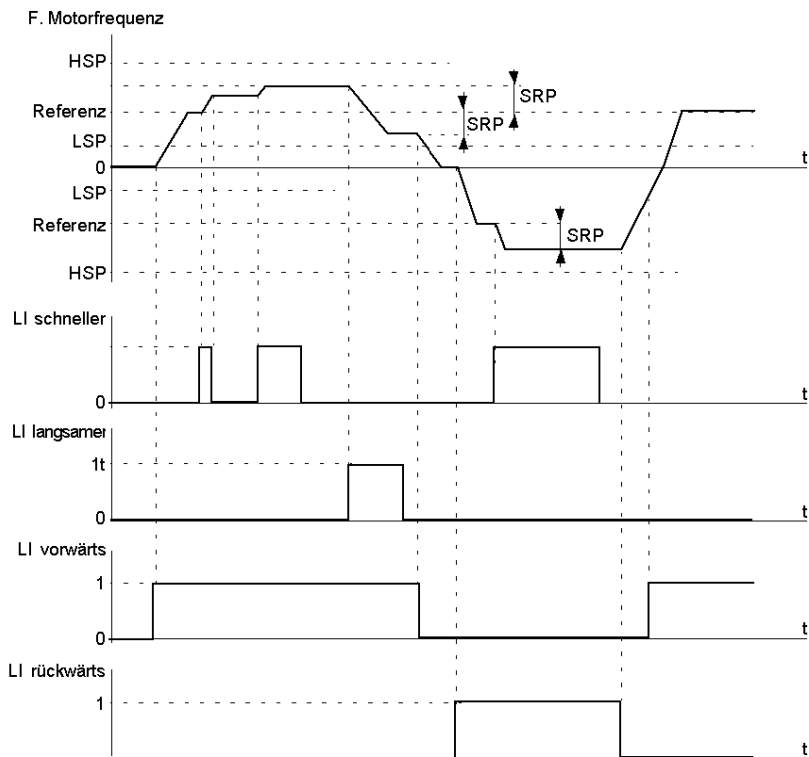 F. Motorfrequenz
HSP
SRP
Referenz
SRP
LSP
0
t
LSP
Referenz
SRP
HSP
LI schneller
0
t
LI langsamer
1t
0
t
LI vorwärts
1
0
t
LI rückwärts
1
t